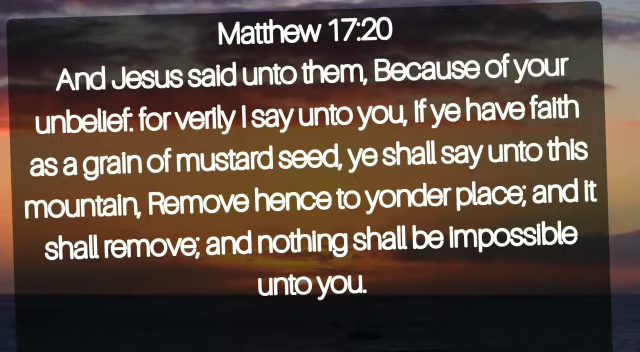 Matthew 17:20
And Jesus said unto them, Because of your
unbelief: for verily I say unto you, If ye have faith
as a grain of mustard seed, ye shall say unto this
mountain, Remove hence to yonder place; and it
shall remove; and nothing shall be impossible
unto you.